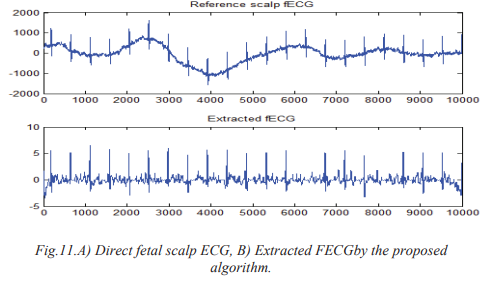 Reference scalp fECG
2000
1000
0
-1000
-2000
0 1000 2000 3000 4000 5000 6000 7000 8000 9000 10000
Extracted fECG
10
5
0
-5
0 1000 2000 3000 4000 5000 6000 7000 8000 9000 10000
Fig.11.A) Direct fetal scalp ECG, B) Extracted FECGby the proposed
algorithm.